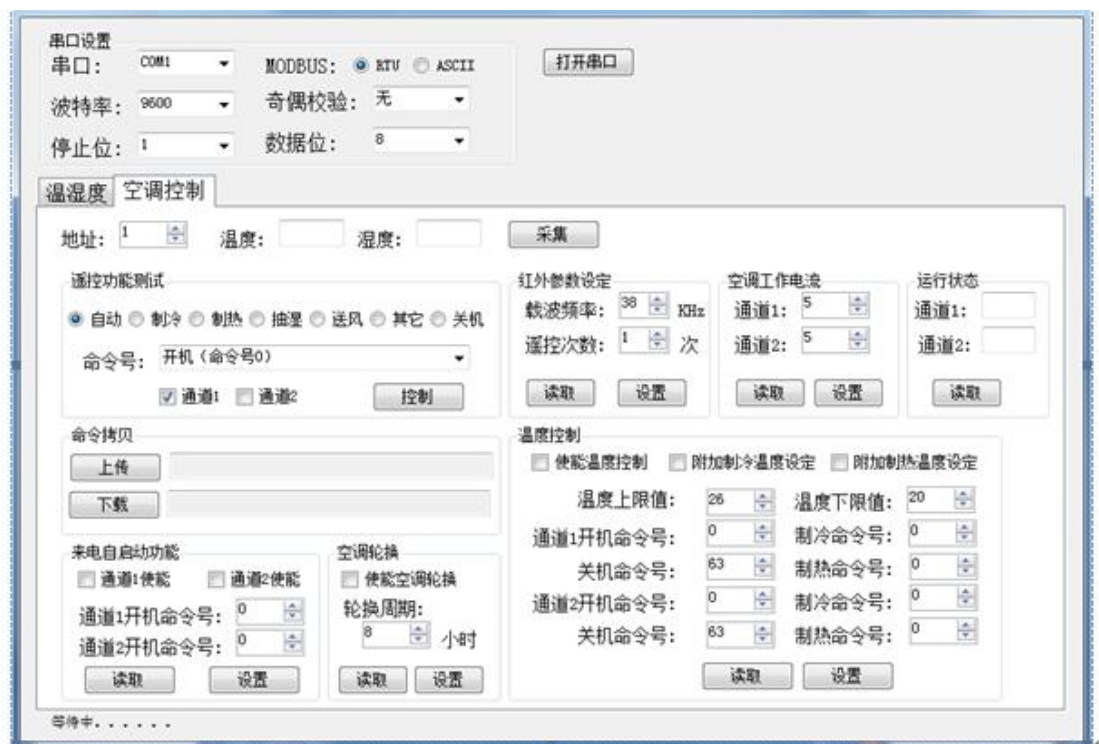 串口设置
串口: COM1 MODBUS: RTU ASCII 打开串口
波特率: 9600 奇偶校验: 无
停止位: 1 数据位: 8
温湿度 空调控制
地址: 1 温度: 湿度: 采集
遥控功能测试
自动 制冷 制热 抽湿 送风 其它 关机
命令号: 开机（命令号0）
通道1 通道2 控制
红外参数设定
载波频率: 38 KHz
遥控次数: 1 次
读取 设置
空调工作电流
通道1: 5
通道2: 5
读取 设置
运行状态
通道1:
通道2:
读取
命令拷贝
上传
下载
温度控制
使能温度控制 附加制冷温度设定 附加制热温度设定
温度上限值: 26 温度下限值: 20
通道1开机命令号: 0 制冷命令号: 0
关机命令号: 63 制热命令号: 0
通道2开机命令号: 0 制冷命令号: 0
关机命令号: 63 制热命令号: 0
读取 设置
来电自启动功能
通道1使能 通道2使能
通道1开机命令号: 0
通道2开机命令号: 0
读取 设置
空调轮换
使能空调轮换
轮换周期:
8 小时
读取 设置
等待中......